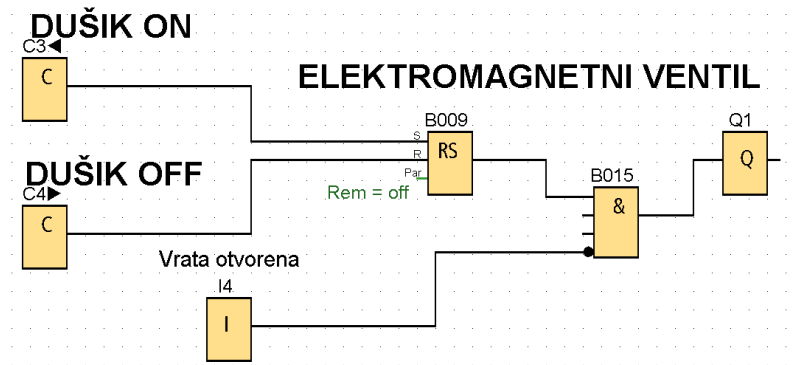 DUŠIK ON
C3◀
C
ELEKTROMAGNETNI VENTIL
B009
S
R
Par
RS
Rem = off
Q1
Q
B015
&
DUŠIK OFF
C4▶
C
Vrata otvorena
I4
I